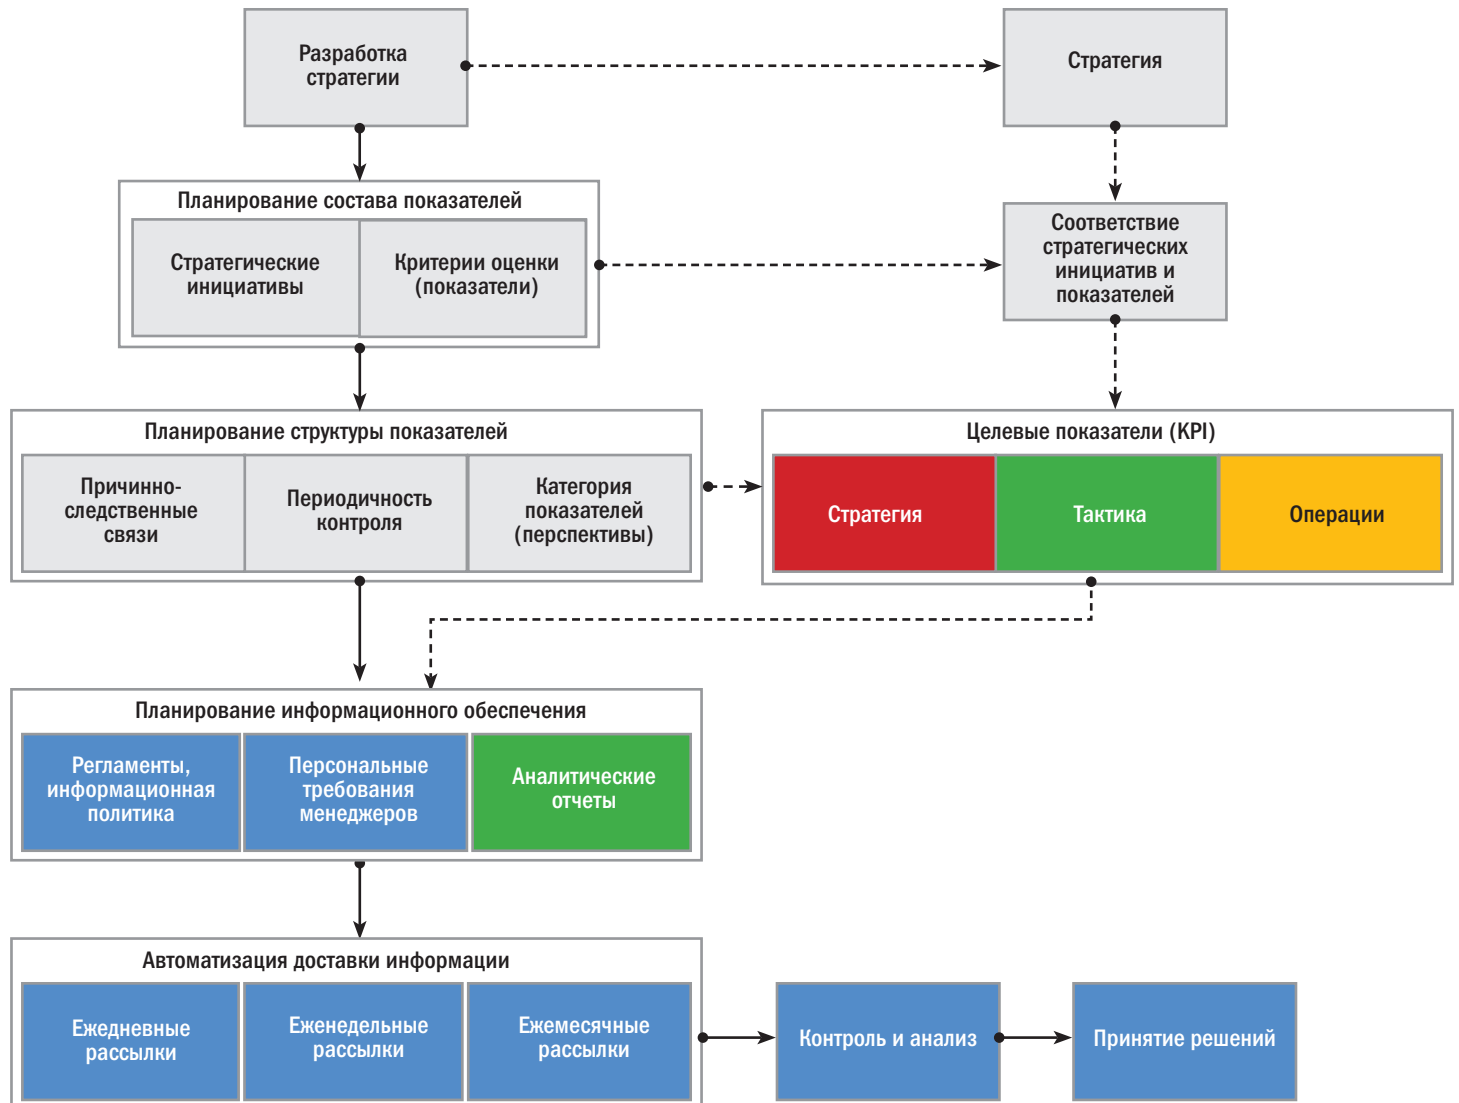 Разработка
стратегии
Стратегия
Планирование состава показателей
Стратегические
инициативы
Критерии оценки
(показатели)
Соответствие
стратегических
инициатив и
показателей
Планирование структуры показателей
Причинно-
следственные
связи
Периодичность
контроля
Категория
показателей
(перспективы)
Целевые показатели (KPI)
Стратегия
Тактика
Операции
Планирование информационного обеспечения
Регламенты,
информационная
политика
Персональные
требования
менеджеров
Аналитические
отчеты
Автоматизация доставки информации
Ежедневные
рассылки
Еженедельные
рассылки
Ежемесячные
рассылки
Контроль и анализ
Принятие решений